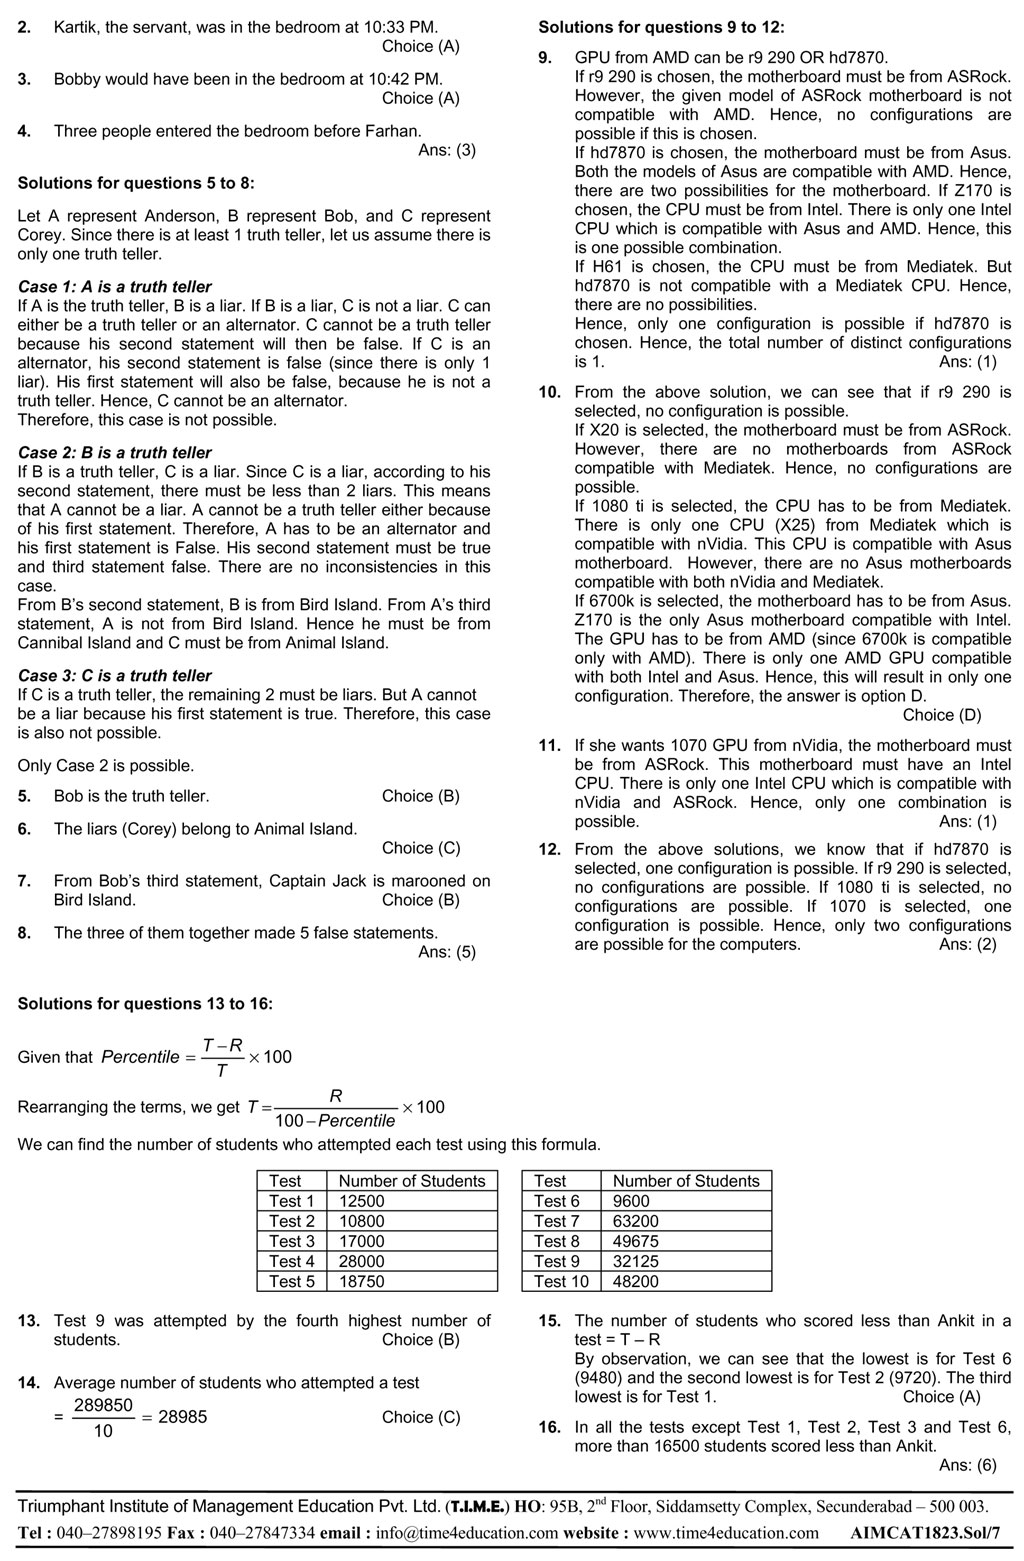 2. Kartik, the servant, was in the bedroom at 10:33 PM.
Choice (A)
3. Bobby would have been in the bedroom at 10:42 PM.
Choice (A)
4. Three people entered the bedroom before Farhan.
Ans: (3)
Solutions for questions 5 to 8:
Let A represent Anderson, B represent Bob, and C represent
Corey. Since there is at least 1 truth teller, let us assume there is
only one truth teller.
Case 1: A is a truth teller
If A is the truth teller, B is a liar. If B is a liar, C is not a liar. C can
either be a truth teller or an alternator. C cannot be a truth teller
because his second statement will then be false. If C is an
alternator, his second statement is false (since there is only 1
liar). His first statement will also be false, because he is not a
truth teller. Hence, C cannot be an alternator.
Therefore, this case is not possible.
Case 2: B is a truth teller
If B is a truth teller, C is a liar. Since C is a liar, according to his
second statement, there must be less than 2 liars. This means
that A cannot be a liar. A cannot be a truth teller either because
of his first statement. Therefore, A has to be an alternator and
his first statement is False. His second statement must be true
and third statement false. There are no inconsistencies in this
case.
From B's second statement, B is from Bird Island. From A's third
statement, A is not from Bird Island. Hence he must be from
Cannibal Island and C must be from Animal Island.
Case 3: C is a truth teller
If C is a truth teller, the remaining 2 must be liars. But A cannot
be a liar because his first statement is true. Therefore, this case
is also not possible.
Only Case 2 is possible.
5. Bob is the truth teller. Choice (B)
6. The liars (Corey) belong to Animal Island.
Choice (C)
7. From Bob's third statement, Captain Jack is marooned on
Bird Island. Choice (B)
8. The three of them together made 5 false statements.
Ans: (5)
Solutions for questions 9 to 12:
9. GPU from AMD can be r9 290 OR hd7870.
If r9 290 is chosen, the motherboard must be from ASRock.
However, the given model of ASRock motherboard is not
compatible with AMD. Hence, no configurations are
possible if this is chosen.
If hd7870 is chosen, the motherboard must be from Asus.
Both the models of Asus are compatible with AMD. Hence,
there are two possibilities for the motherboard. If Z170 is
chosen, the CPU must be from Intel. There is only one Intel
CPU which is compatible with Asus and AMD. Hence, this
is one possible combination.
If H61 is chosen, the CPU must be from Mediatek. But
hd7870 is not compatible with a Mediatek CPU. Hence,
there are no possibilities.
Hence, only one configuration is possible if hd7870 is
chosen. Hence, the total number of distinct configurations
is 1. Ans: (1)
10. From the above solution, we can see that if r9 290 is
selected, no configuration is possible.
If X20 is selected, the motherboard must be from ASRock.
However, there are no motherboards from ASRock
compatible with Mediatek. Hence, no configurations are
possible.
If 1080 ti is selected, the CPU has to be from Mediatek.
There is only one CPU (X25) from Mediatek which is
compatible with nVidia. This CPU is compatible with Asus
motherboard. However, there are no Asus motherboards
compatible with both nVidia and Mediatek.
If 6700k is selected, the motherboard has to be from Asus.
Z170 is the only Asus motherboard compatible with Intel.
The GPU has to be from AMD (since 6700k is compatible
only with AMD). There is only one AMD GPU compatible
with both Intel and Asus. Hence, this will result in only one
configuration. Therefore, the answer is option D.
Choice (D)
11. If she wants 1070 GPU from nVidia, the motherboard must
be from ASRock. This motherboard must have an Intel
CPU. There is only one Intel CPU which is compatible with
nVidia and ASRock. Hence, only one combination is
possible. Ans: (1)
12. From the above solutions, we know that if hd7870 is
selected, one configuration is possible. If r9 290 is selected,
no configurations are possible. If 1080 ti is selected, no
configurations are possible. If 1070 is selected, one
configuration is possible. Hence, only two configurations
are possible for the computers. Ans: (2)
Solutions for questions 13 to 16:
Given that Percentile = (T – R)/T × 100
Rearranging the terms, we get T = R/(100 – Percentile) × 100
We can find the number of students who attempted each test using this formula.
Test Number of Students
Test 1 12500
Test 2 10800
Test 3 17000
Test 4 28000
Test 5 18750
Test Number of Students
Test 6 9600
Test 7 63200
Test 8 49675
Test 9 32125
Test 10 48200
13. Test 9 was attempted by the fourth highest number of
students. Choice (B)
14. Average number of students who attempted a test
= 289850/10 = 28985 Choice (C)
15. The number of students who scored less than Ankit in a
test = T – R
By observation, we can see that the lowest is for Test 6
(9480) and the second lowest is for Test 2 (9720). The third
lowest is for Test 1. Choice (A)
16. In all the tests except Test 1, Test 2, Test 3 and Test 6,
more than 16500 students scored less than Ankit.
Ans: (6)
Triumphant Institute of Management Education Pvt. Ltd. (T.I.M.E.) HO: 95B, 2nd Floor, Siddamsetty Complex, Secunderabad – 500 003.
Tel : 040–27898195 Fax : 040–27847334 email : info@time4education.com website : www.time4education.com AIMCAT1823.Sol/7